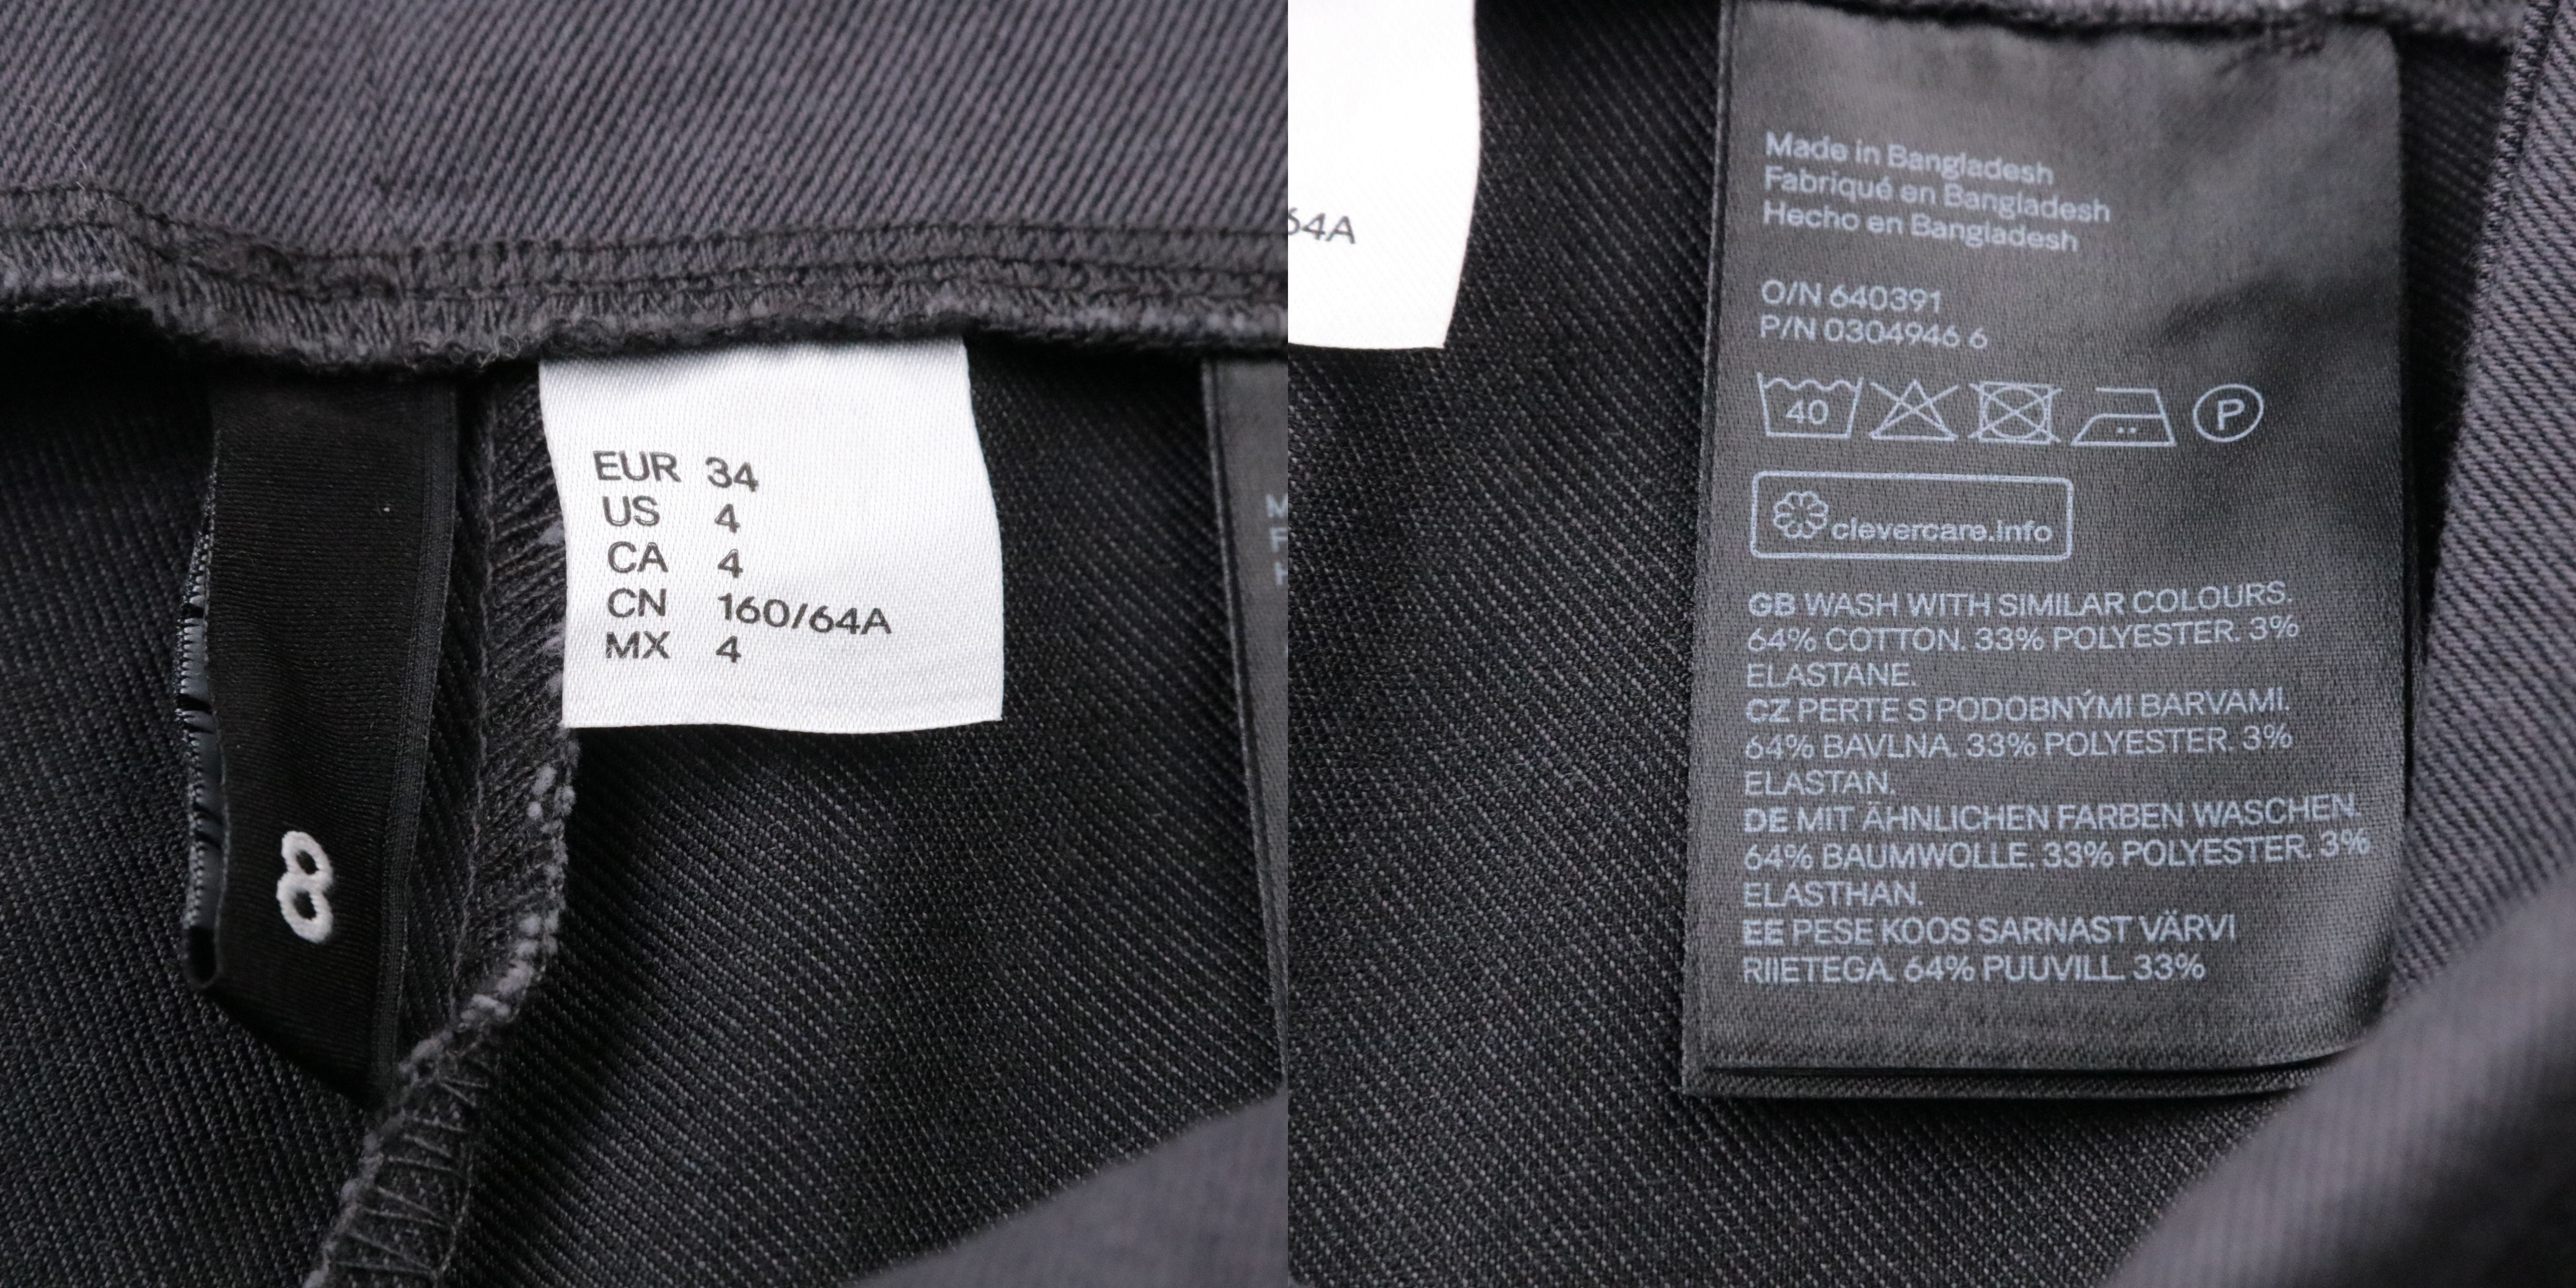 EUR 34
US 4
CA 4
CN 160/64A
MX 4
8
64A
Made in Bangladesh
Fabriqué en Bangladesh
Hecho en Bangladesh
O/N 640391
P/N 0304946 6
40
P
clevercare.info
GB WASH WITH SIMILAR COLOURS.
64% COTTON. 33% POLYESTER. 3%
ELASTANE.
CZ PERTE S PODOBNÝMI BARVAMI.
64% BAVLNA. 33% POLYESTER. 3%
ELASTAN.
DE MIT ÄHNLICHEN FARBEN WASCHEN.
64% BAUMWOLLE. 33% POLYESTER. 3%
ELASTHAN.
EE PESE KOOS SARNAST VÄRVI
RIIETEGA. 64% PUUVILL. 33%